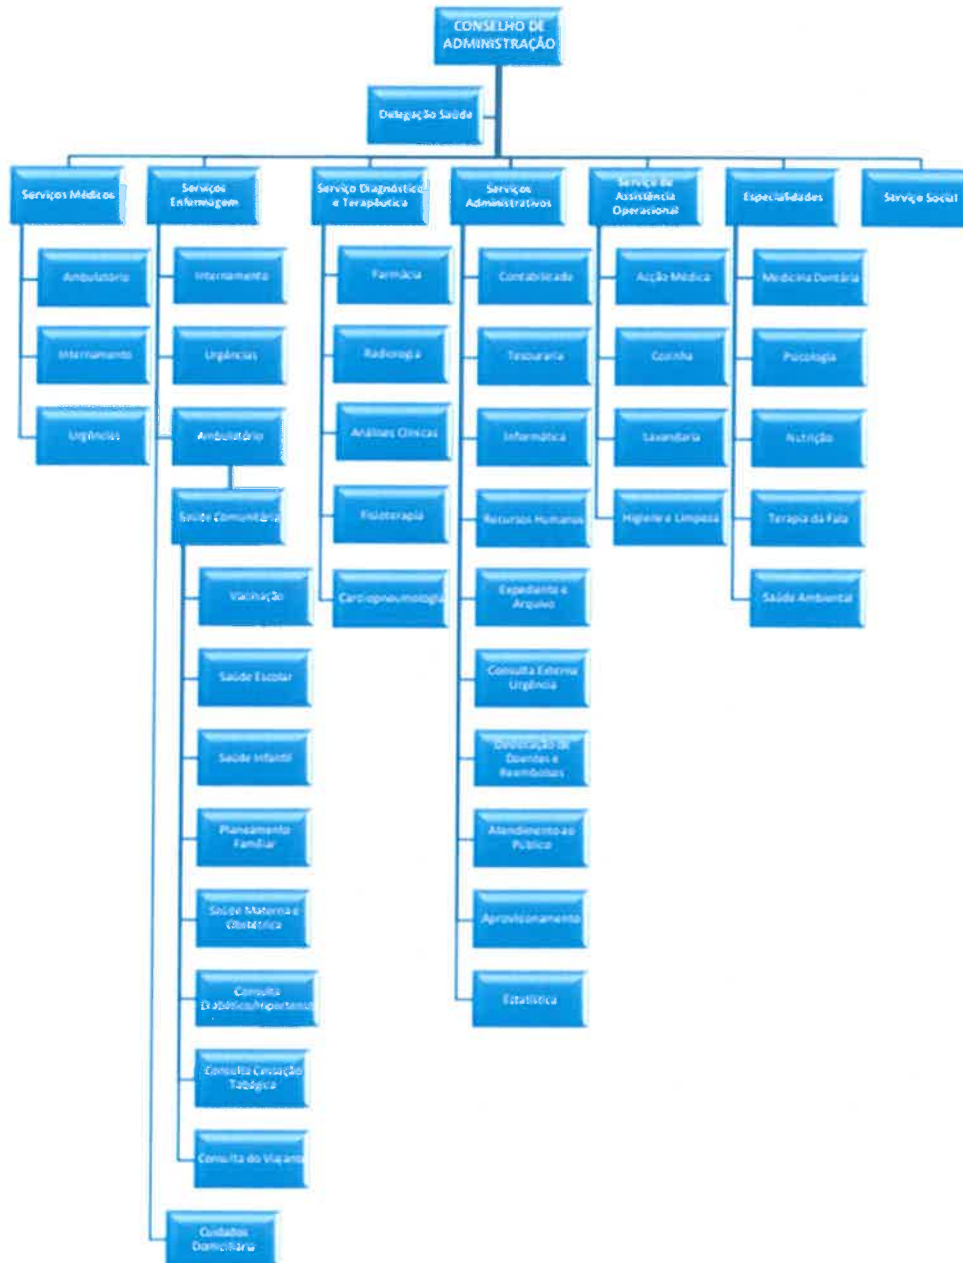 CONSELHO DE
ADMINISTRAÇÃO
Delegação Saúde
Serviços Médicos
Serviços
Enfermagem
Serviço Diagnóstico
e Terapêutica
Serviços
Administrativos
Serviço de
Assistência
Operacional
Especialidades
Serviço Social
Ambulatório
Internamento
Urgências
Internamento
Urgências
Ambulatório
Saúde Comunitária
Vacinação
Saúde Escolar
Saúde Infantil
Planeamento
Familiar
Saúde Materna e
Obstétrica
Consulta
Diabético/Hipertenso
Consulta Cessação
Tabágica
Consulta do Viajante
Cuidados
Domiciliária
Farmácia
Radiologia
Análises Clínicas
Fisioterapia
Cardiopneumologia
Contabilidade
Tesouraria
Informática
Recursos Humanos
Expediente e
Arquivo
Consulta Externa
Urgência
Deslocação de
Doentes e
Reembolsos
Atendimento ao
Público
Aprovisionamento
Estatística
Acção Médica
Cozinha
Lavandaria
Higiene e Limpeza
Medicina Dentária
Psicologia
Nutrição
Terapia da Fala
Saúde Ambiental